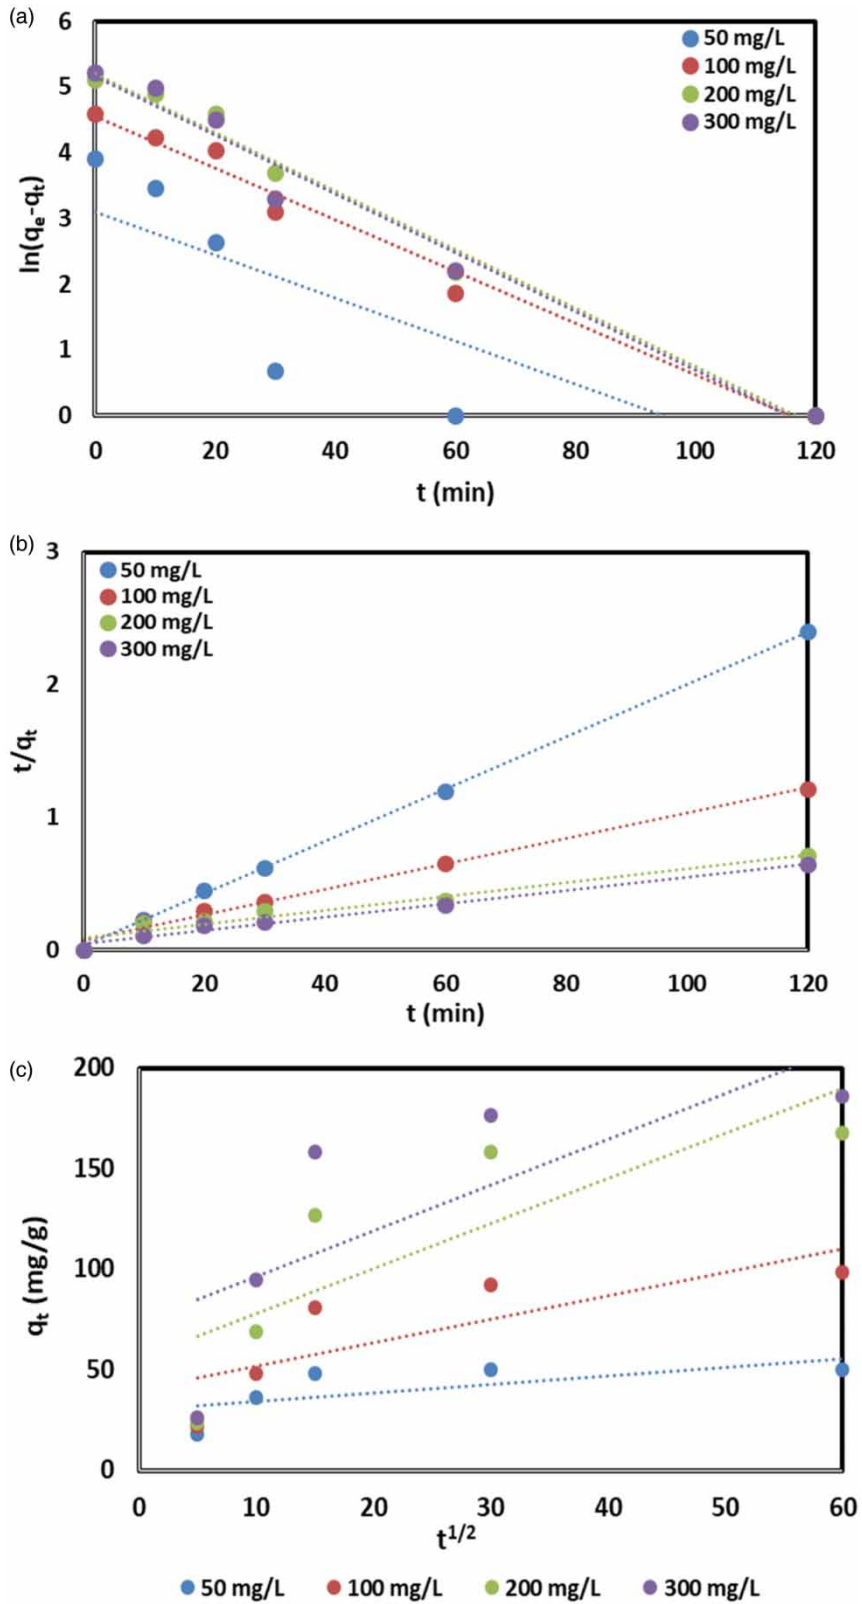 (a)
6
5
4
3
2
1
0
ln(qe-qt)
50 mg/L
100 mg/L
200 mg/L
300 mg/L
0 20 40 60 80 100 120
t (min)
(b)
3
2
1
0
t/qt
50 mg/L
100 mg/L
200 mg/L
300 mg/L
0 20 40 60 80 100 120
t (min)
(c)
200
150
100
50
0
qt (mg/g)
0 10 20 30 40 50 60
t1/2
50 mg/L 100 mg/L 200 mg/L 300 mg/L